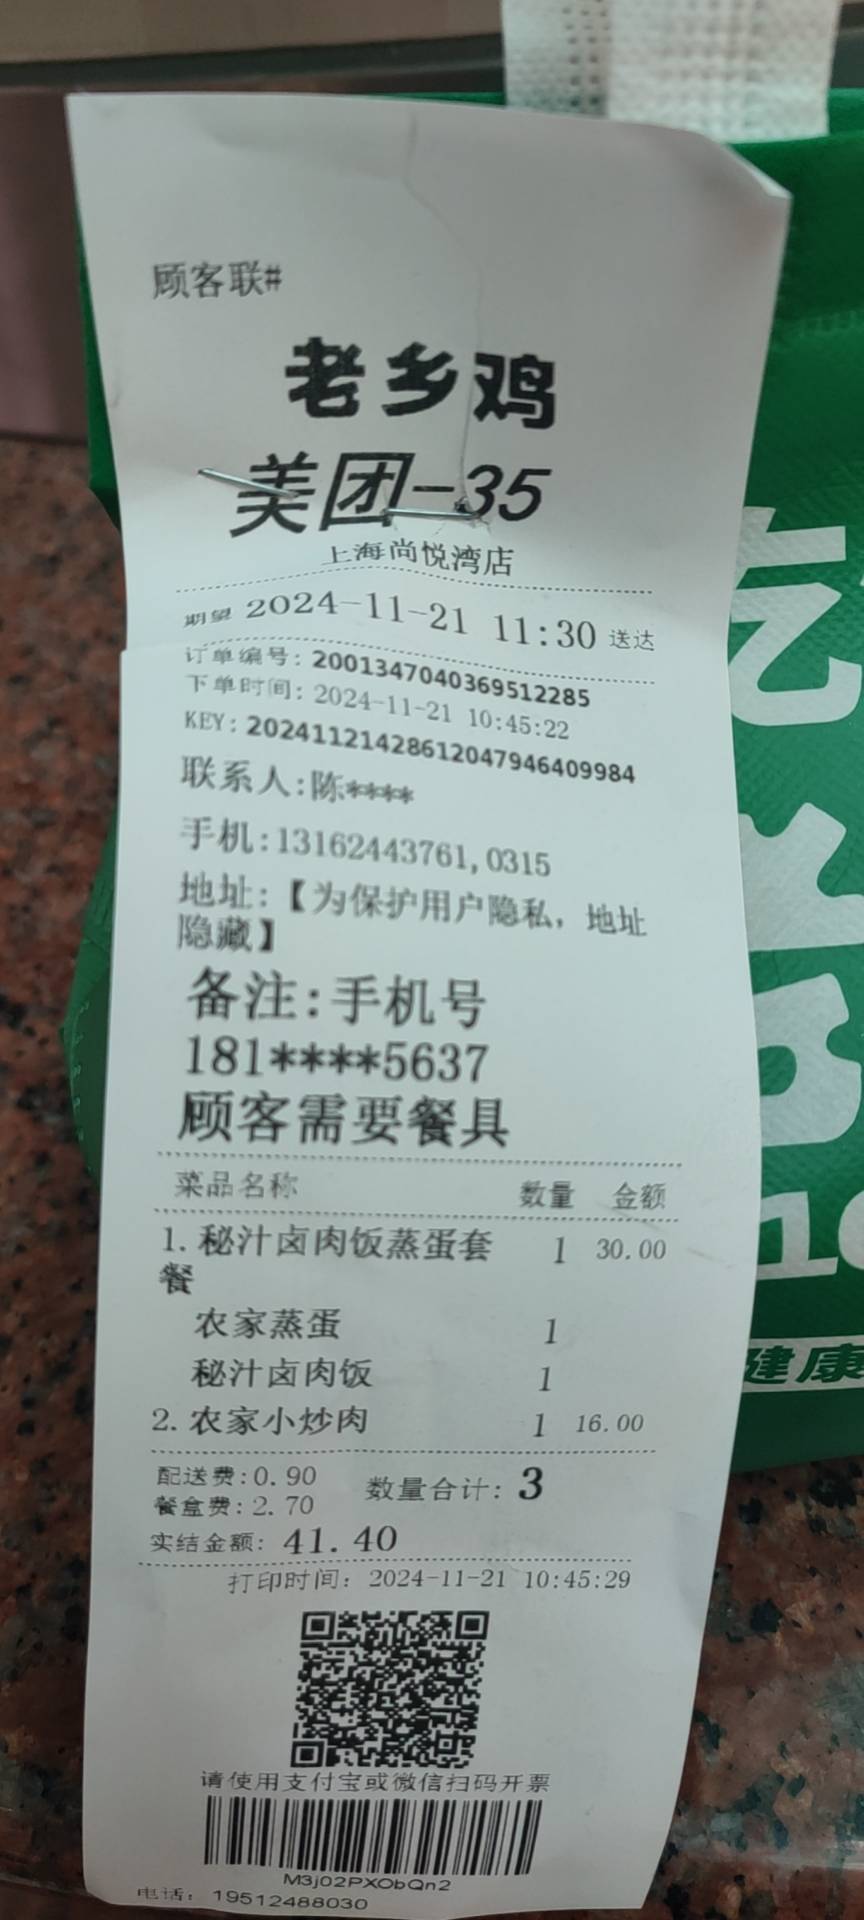 顾客联#
老乡鸡
美团-35
上海尚悦湾店
期望 2024-11-21 11:30 送达
订单编号: 2001347040369512285
下单时间: 2024-11-21 10:45:22
KEY: 20241121428612047946409984
联系人:陈****
手机:13162443761,0315
地址:【为保护用户隐私，地址
隐藏】
备注:手机号
181****5637
顾客需要餐具
菜品名称 数量 金额
1. 秘汁卤肉饭蒸蛋套 1 30.00
餐
农家蒸蛋 1
秘汁卤肉饭 1
2. 农家小炒肉 1 16.00
配送费:0.90 数量合计: 3
餐盒费: 2.70
实结金额: 41.40
打印时间: 2024-11-21 10:45:29
请使用支付宝或微信扫码开票
M3j02PXObQn2
电话: 19512488030
健康